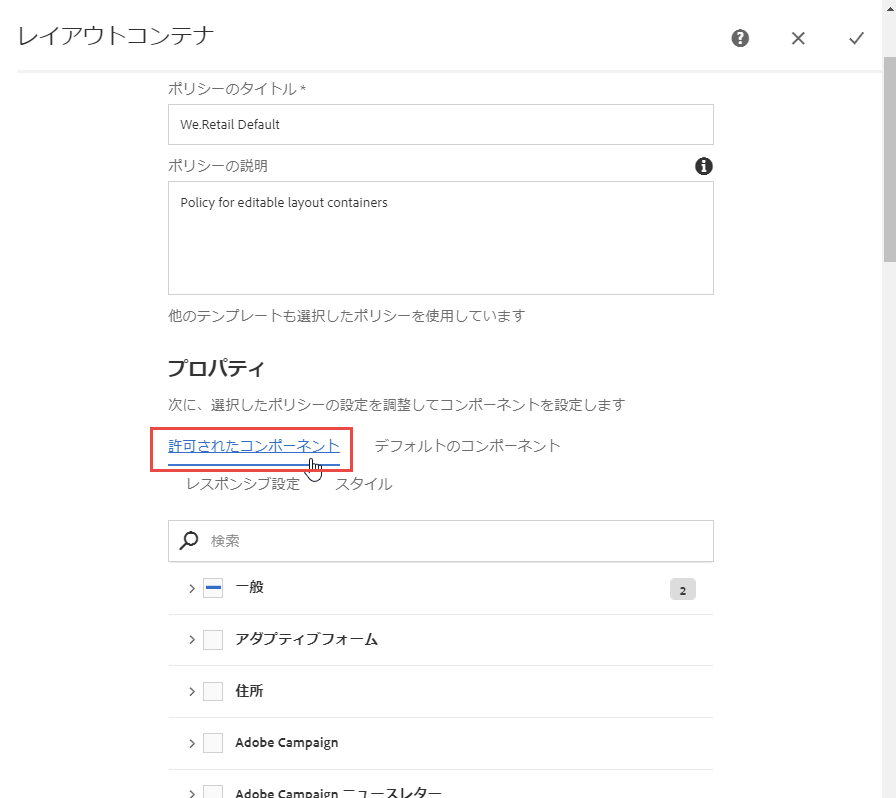 レイアウトコンテナ
ポリシーのタイトル *
We.Retail Default
ポリシーの説明
Policy for editable layout containers
他のテンプレートも選択したポリシーを使用しています
プロパティ
次に、選択したポリシーの設定を調整してコンポーネントを設定します
許可されたコンポーネント デフォルトのコンポーネント
レスポンシブ設定 スタイル
検索
一般 2
アダプティブフォーム
住所
Adobe Campaign
Adobe Campaign ニュースレター